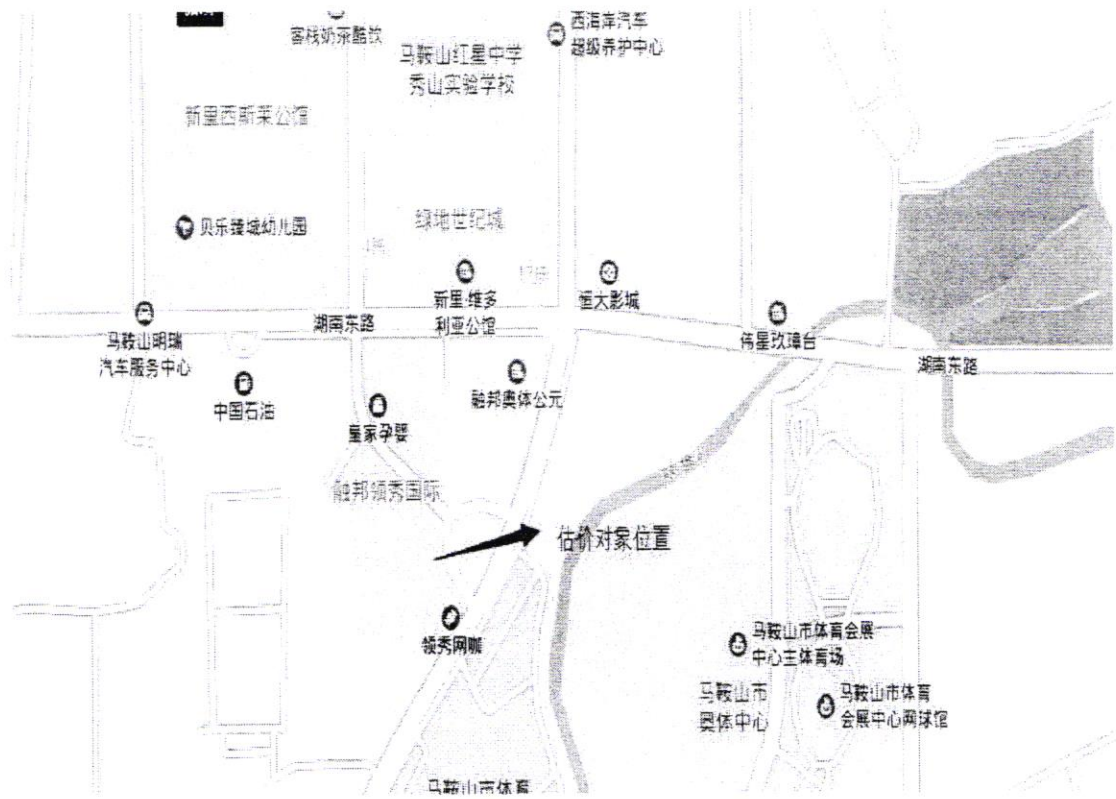 客栈奶茶酷饮
马鞍山红星中学
秀山实验学校
西海岸汽车
超级养护中心
新里西斯莱公馆
贝乐臻城幼儿园
绿地世纪城
新里·维多
利亚公馆
恒大影城
马鞍山明瑞
汽车服务中心
湖南东路
伟星玖璋台
湖南东路
中国石油
融邦奥体公元
皇家孕婴
融邦领秀国际
估价对象位置
领秀网咖
马鞍山市体育会展
中心主体育场
马鞍山市
奥体中心
马鞍山市体育
会展中心网球馆
马鞍山市体育